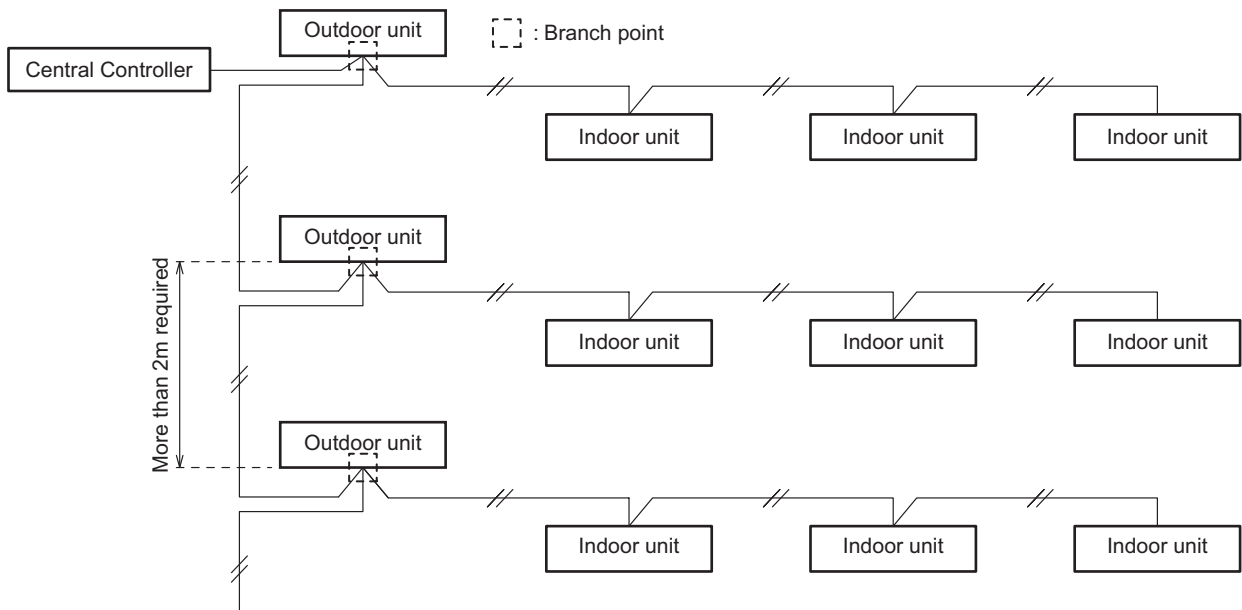 Outdoor unit
: Branch point
Central Controller
Indoor unit
Indoor unit
Indoor unit
Outdoor unit
More than 2m required
Indoor unit
Indoor unit
Indoor unit
Outdoor unit
Indoor unit
Indoor unit
Indoor unit